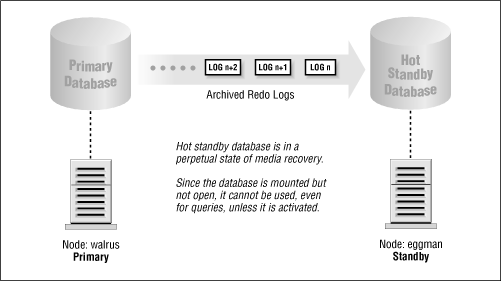 Primary
Database
LOG n+2 LOG n+1 LOG n
Archived Redo Logs
Hot
Standby
Database
Hot standby database is in a
perpetual state of media recovery.
Since the database is mounted but
not open, it cannot be used, even
for queries, unless it is activated.
Node: walrus
Primary
Node: eggman
Standby